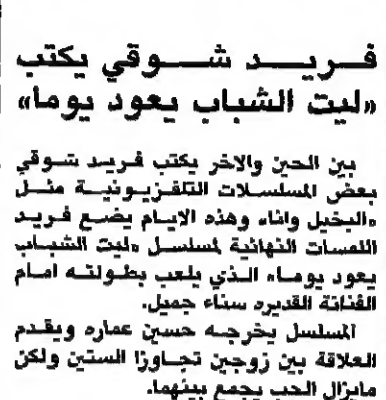 فريد شوقي يكتب
«ليت الشباب يعود يوما»
بين الحين والاخر يكتب فريد شوقي
بعض المسلسلات التلفزيونية مثل
«البخيل وانا» وهذه الايام يضع فريد
اللمسات النهائية لمسلسل «ليت الشباب
يعود يوما» الذي يلعب بطولته امام
الفنانة القديره سناء جميل.
المسلسل يخرجه حسين عماره ويقدم
العلاقة بين زوجين تجاوزا الستين ولكن
مايزال الحب يجمع بينهما.